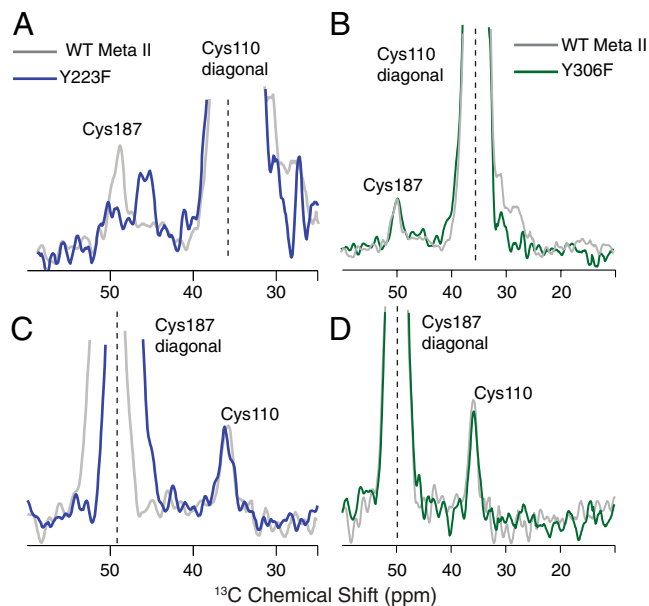 A
WT Meta II
Y223F
Cys110
diagonal
Cys187
50
40
30
B
Cys110
diagonal
WT Meta II
Y306F
Cys187
50
40
30
20
C
Cys187
diagonal
Cys110
50
40
30
D
Cys187
diagonal
Cys110
50
40
30
20
¹³C Chemical Shift (ppm)